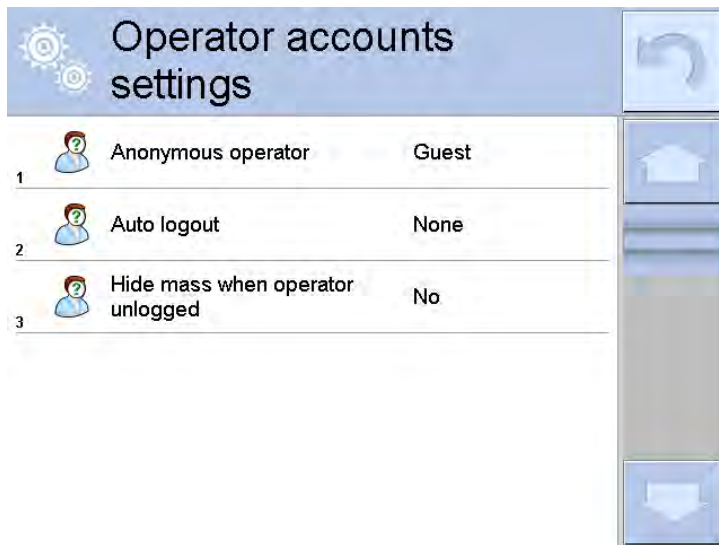 Operator accounts
settings
1 Anonymous operator Guest
2 Auto logout None
3 Hide mass when operator
unlogged No